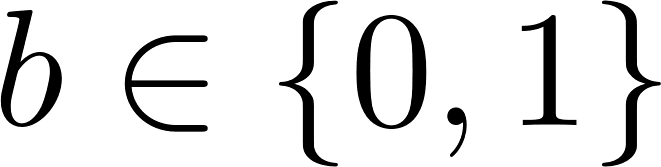 b ∈ {0, 1}